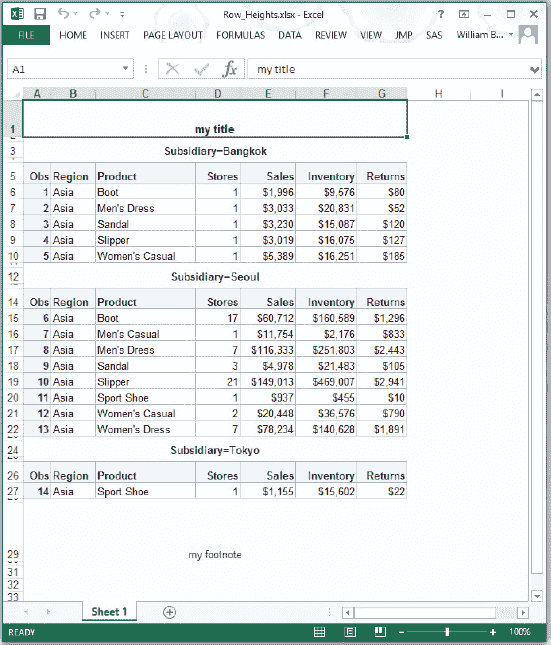 Row_Heights.xlsx - Excel
FILE HOME INSERT PAGE LAYOUT FORMULAS DATA REVIEW VIEW JMP SAS William B...
A1 fx my title
A B C D E F G H I
1 my title
3 Subsidiary=Bangkok
5 Obs Region Product Stores Sales Inventory Returns
6 1 Asia Boot 1 $1,996 $9,576 $80
7 2 Asia Men's Dress 1 $3,033 $20,831 $52
8 3 Asia Sandal 1 $3,230 $15,087 $120
9 4 Asia Slipper 1 $3,019 $16,075 $127
10 5 Asia Women's Casual 1 $5,389 $16,251 $185
12 Subsidiary=Seoul
14 Obs Region Product Stores Sales Inventory Returns
15 6 Asia Boot 17 $60,712 $160,589 $1,296
16 7 Asia Men's Casual 1 $11,754 $2,176 $833
17 8 Asia Men's Dress 7 $116,333 $251,803 $2,443
18 9 Asia Sandal 3 $4,978 $21,483 $105
19 10 Asia Slipper 21 $149,013 $469,007 $2,941
20 11 Asia Sport Shoe 1 $937 $455 $10
21 12 Asia Women's Casual 2 $20,448 $36,576 $790
22 13 Asia Women's Dress 7 $78,234 $140,628 $1,891
24 Subsidiary=Tokyo
26 Obs Region Product Stores Sales Inventory Returns
27 14 Asia Sport Shoe 1 $1,155 $15,602 $22
29 my footnote
31
32
33
Sheet 1
READY 100%